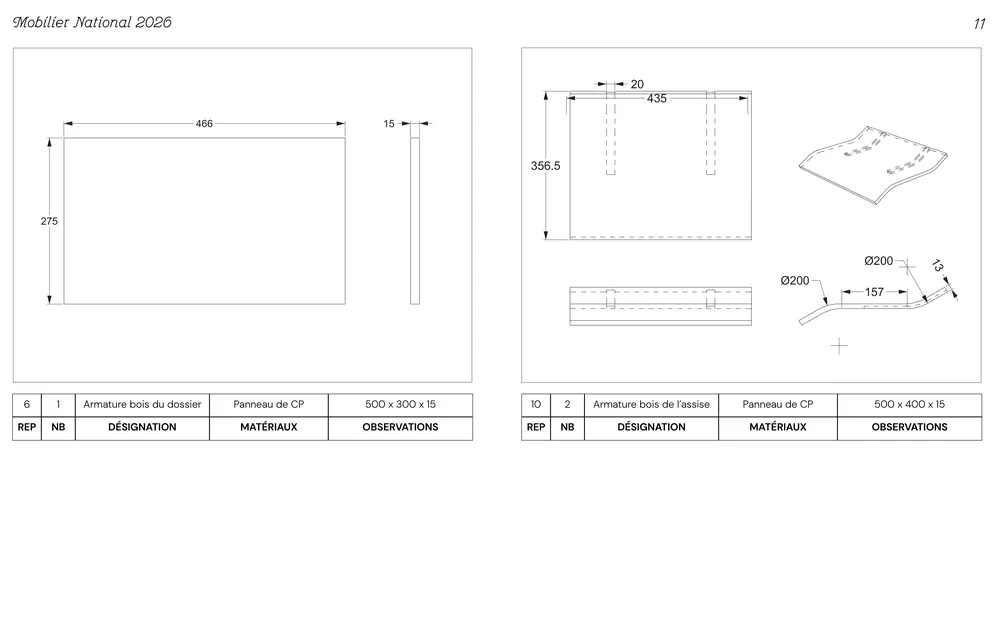 Mobilier National 2026
11
466
15
275
6 1 Armature bois du dossier Panneau de CP 500 x 300 x 15
REP NB DÉSIGNATION MATÉRIAUX OBSERVATIONS
20
435
356.5
Ø200
13
Ø200
157
10 2 Armature bois de l'assise Panneau de CP 500 x 400 x 15
REP NB DÉSIGNATION MATÉRIAUX OBSERVATIONS